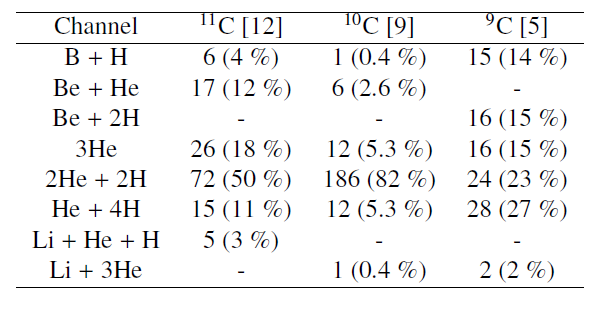 Channel ¹¹C [12] ¹⁰C [9] ⁹C [5]
B + H 6 (4 %) 1 (0.4 %) 15 (14 %)
Be + He 17 (12 %) 6 (2.6 %) -
Be + 2H - - 16 (15 %)
3He 26 (18 %) 12 (5.3 %) 16 (15 %)
2He + 2H 72 (50 %) 186 (82 %) 24 (23 %)
He + 4H 15 (11 %) 12 (5.3 %) 28 (27 %)
Li + He + H 5 (3 %) - -
Li + 3He - 1 (0.4 %) 2 (2 %)